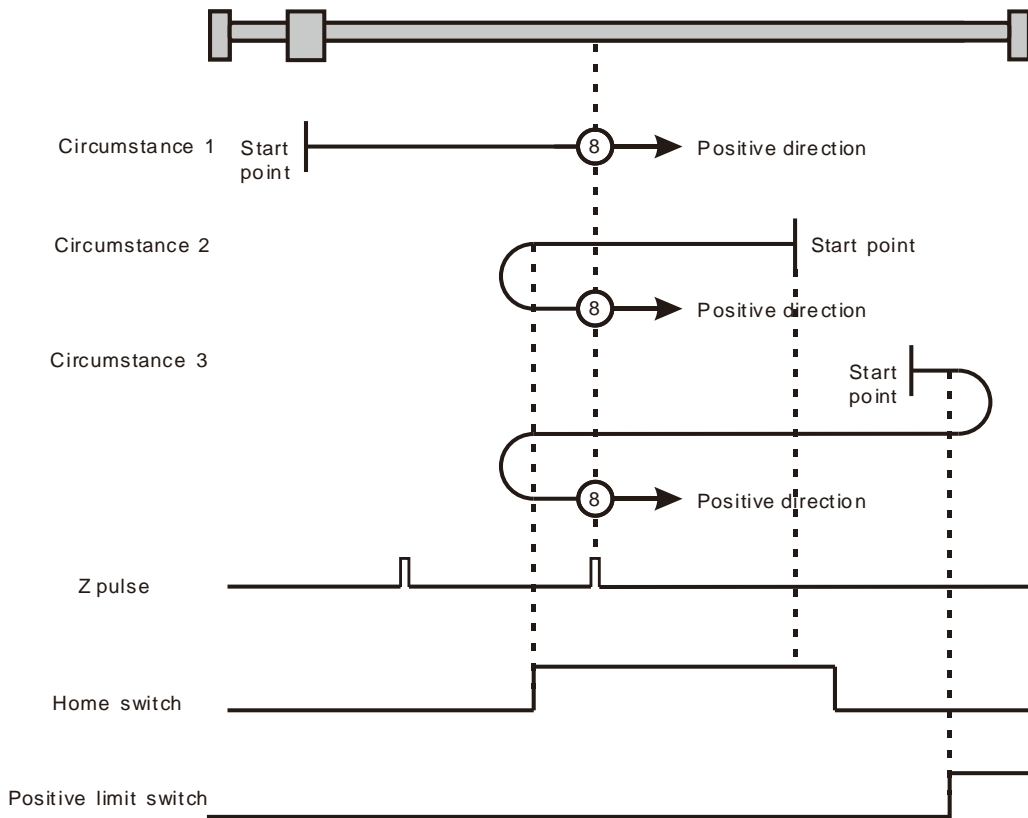 Circumstance 1
Start
point
8
Positive direction
Circumstance 2
Start point
8
Positive direction
Circumstance 3
Start
point
8
Positive direction
Z pulse
Home switch
Positive limit switch